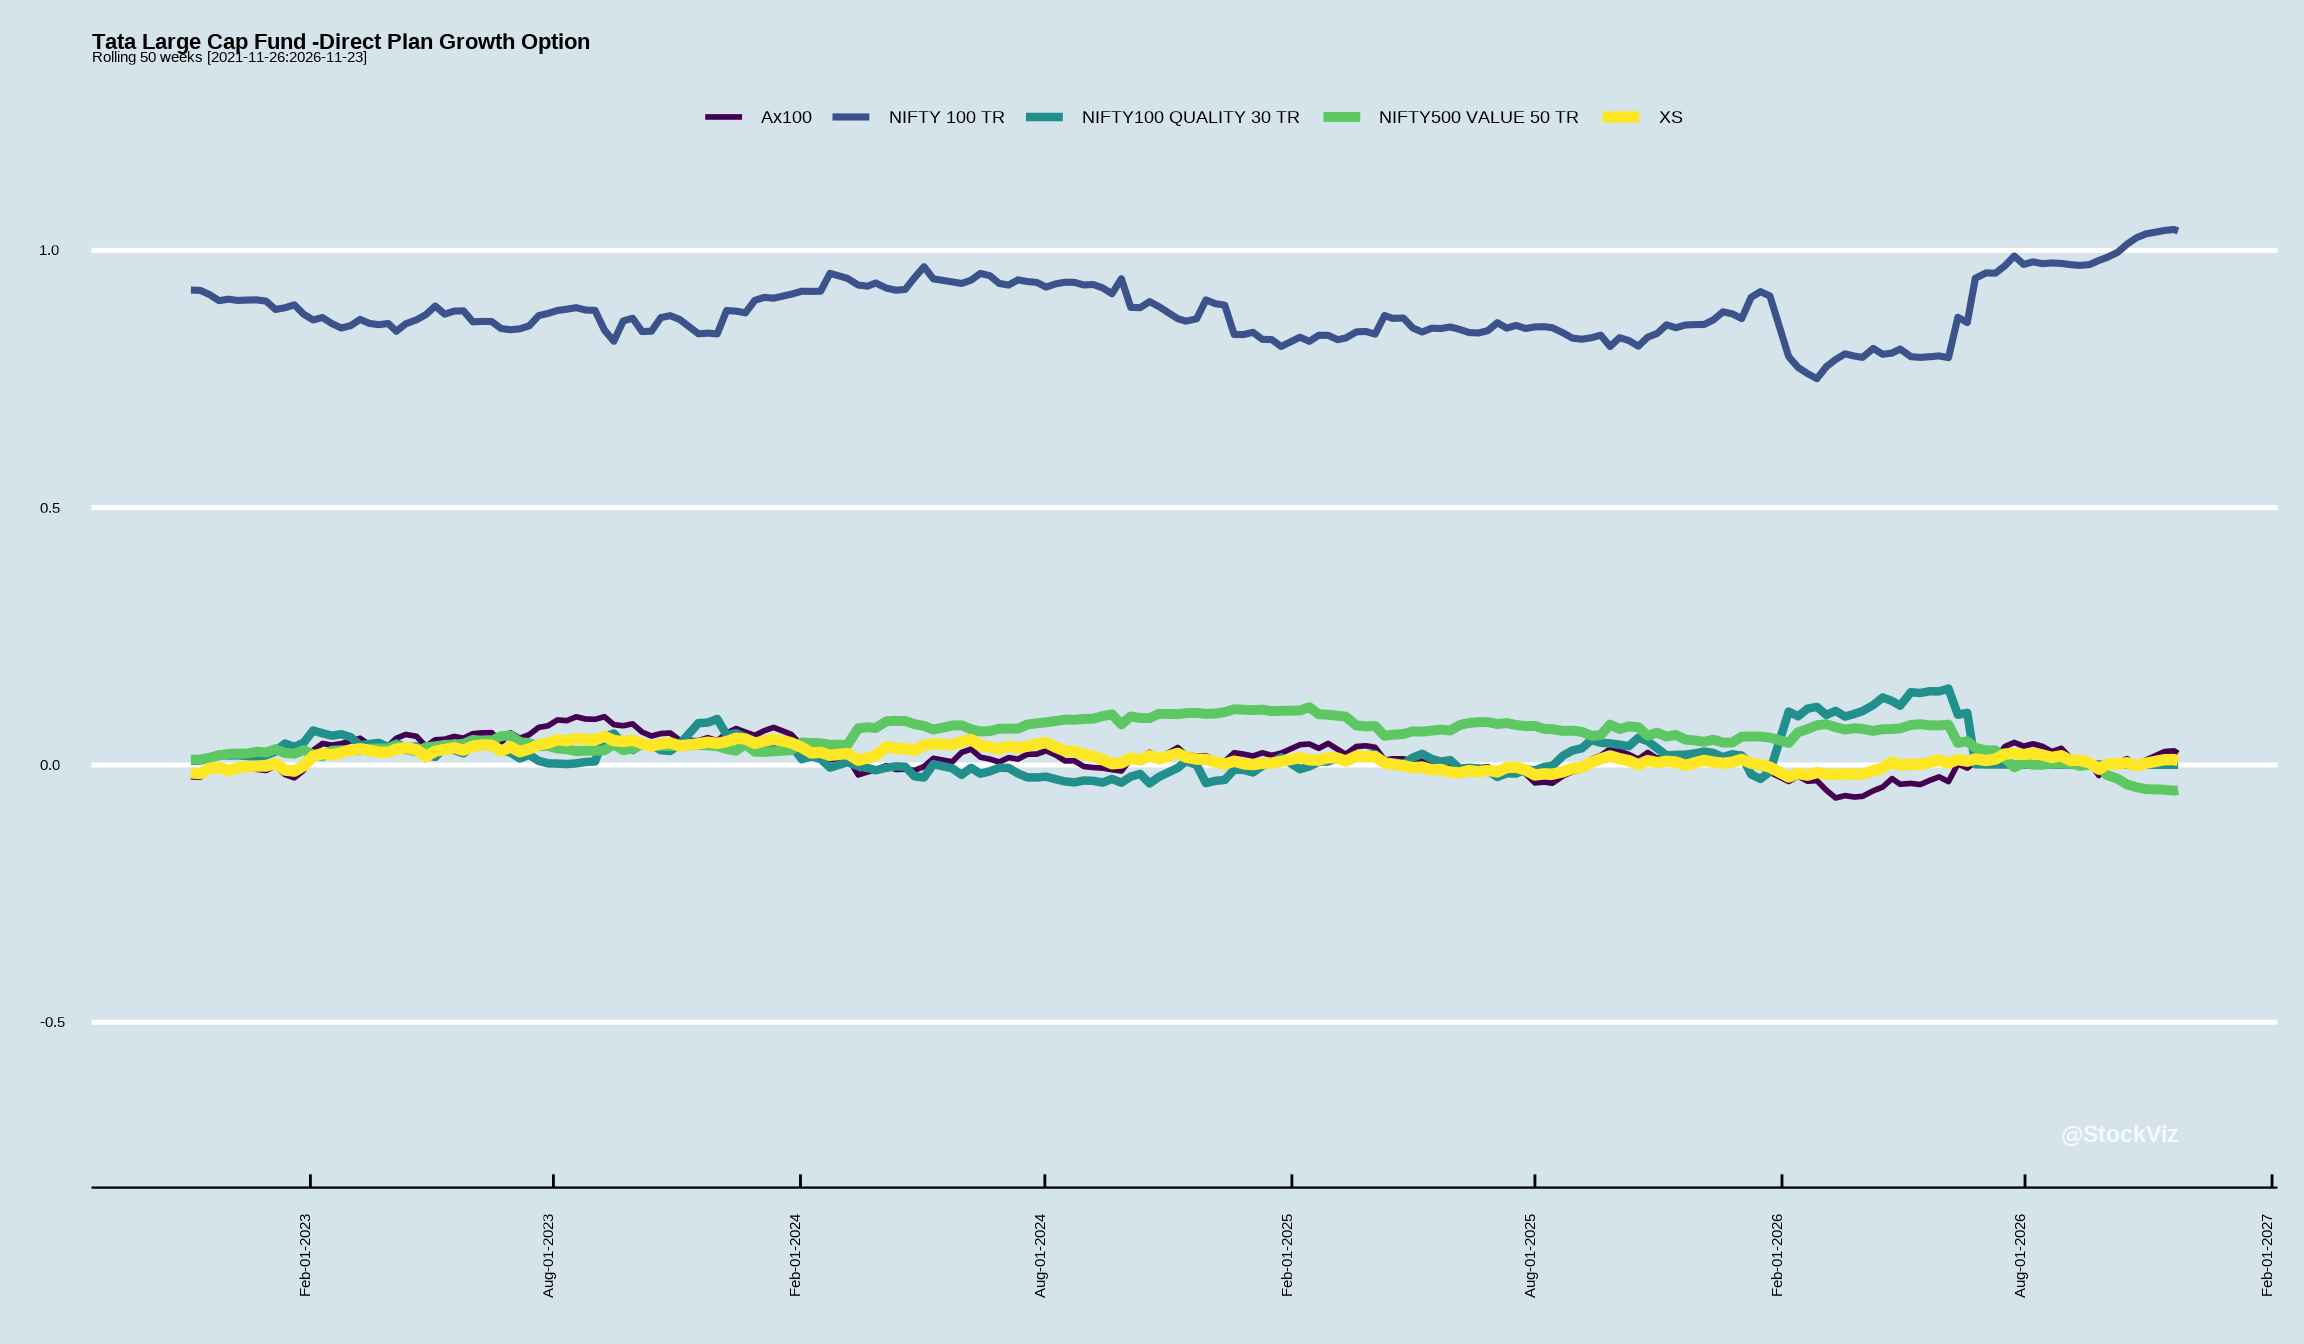 Tata Large Cap Fund -Direct Plan Growth Option
Rolling 50 weeks [2021-11-26:2026-11-23]
Ax100 NIFTY 100 TR NIFTY100 QUALITY 30 TR NIFTY500 VALUE 50 TR XS
1.0
0.5
0.0
-0.5
@StockViz
Feb-01-2023
Aug-01-2023
Feb-01-2024
Aug-01-2024
Feb-01-2025
Aug-01-2025
Feb-01-2026
Aug-01-2026
Feb-01-2027